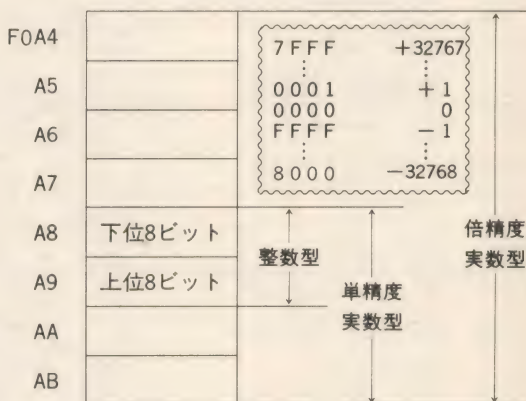 F0A4
7FFF +32767
⋮ ⋮
A5
0001 +1
0000 0
A6
FFFF −1
⋮ ⋮
8000 −32768
A7
A8 下位8ビット
整数型
倍精度
実数型
A9 上位8ビット
単精度
実数型
AA
AB